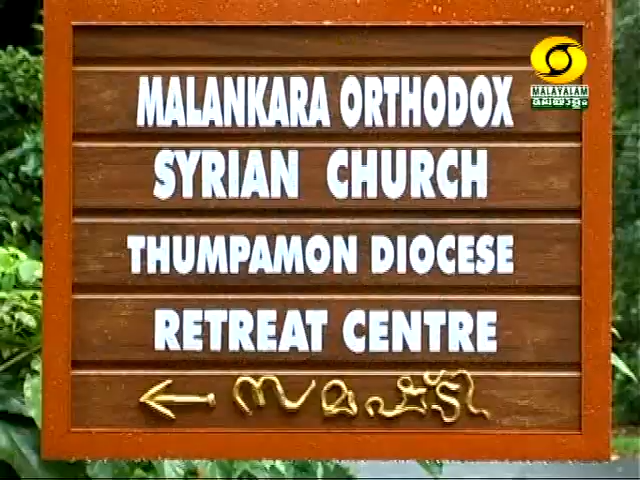 MALAYALAM
മലയാളം
MALANKARA ORTHODOX
SYRIAN CHURCH
THUMPAMON DIOCESE
RETREAT CENTRE